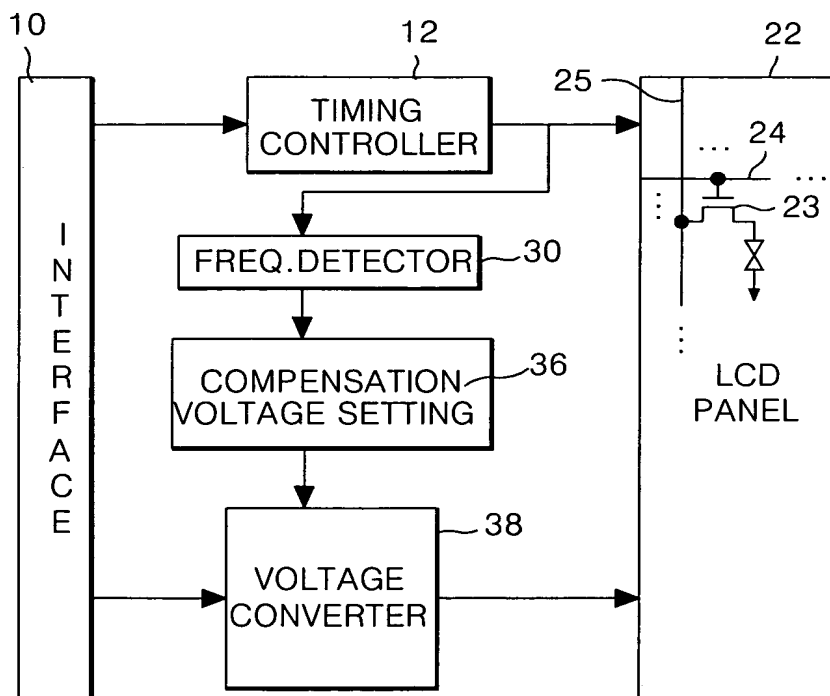 10
12
22
TIMING
CONTROLLER
25
24
23
INTERFACE
FREQ.DETECTOR
30
COMPENSATION
VOLTAGE SETTING
36
LCD
PANEL
38
VOLTAGE
CONVERTER